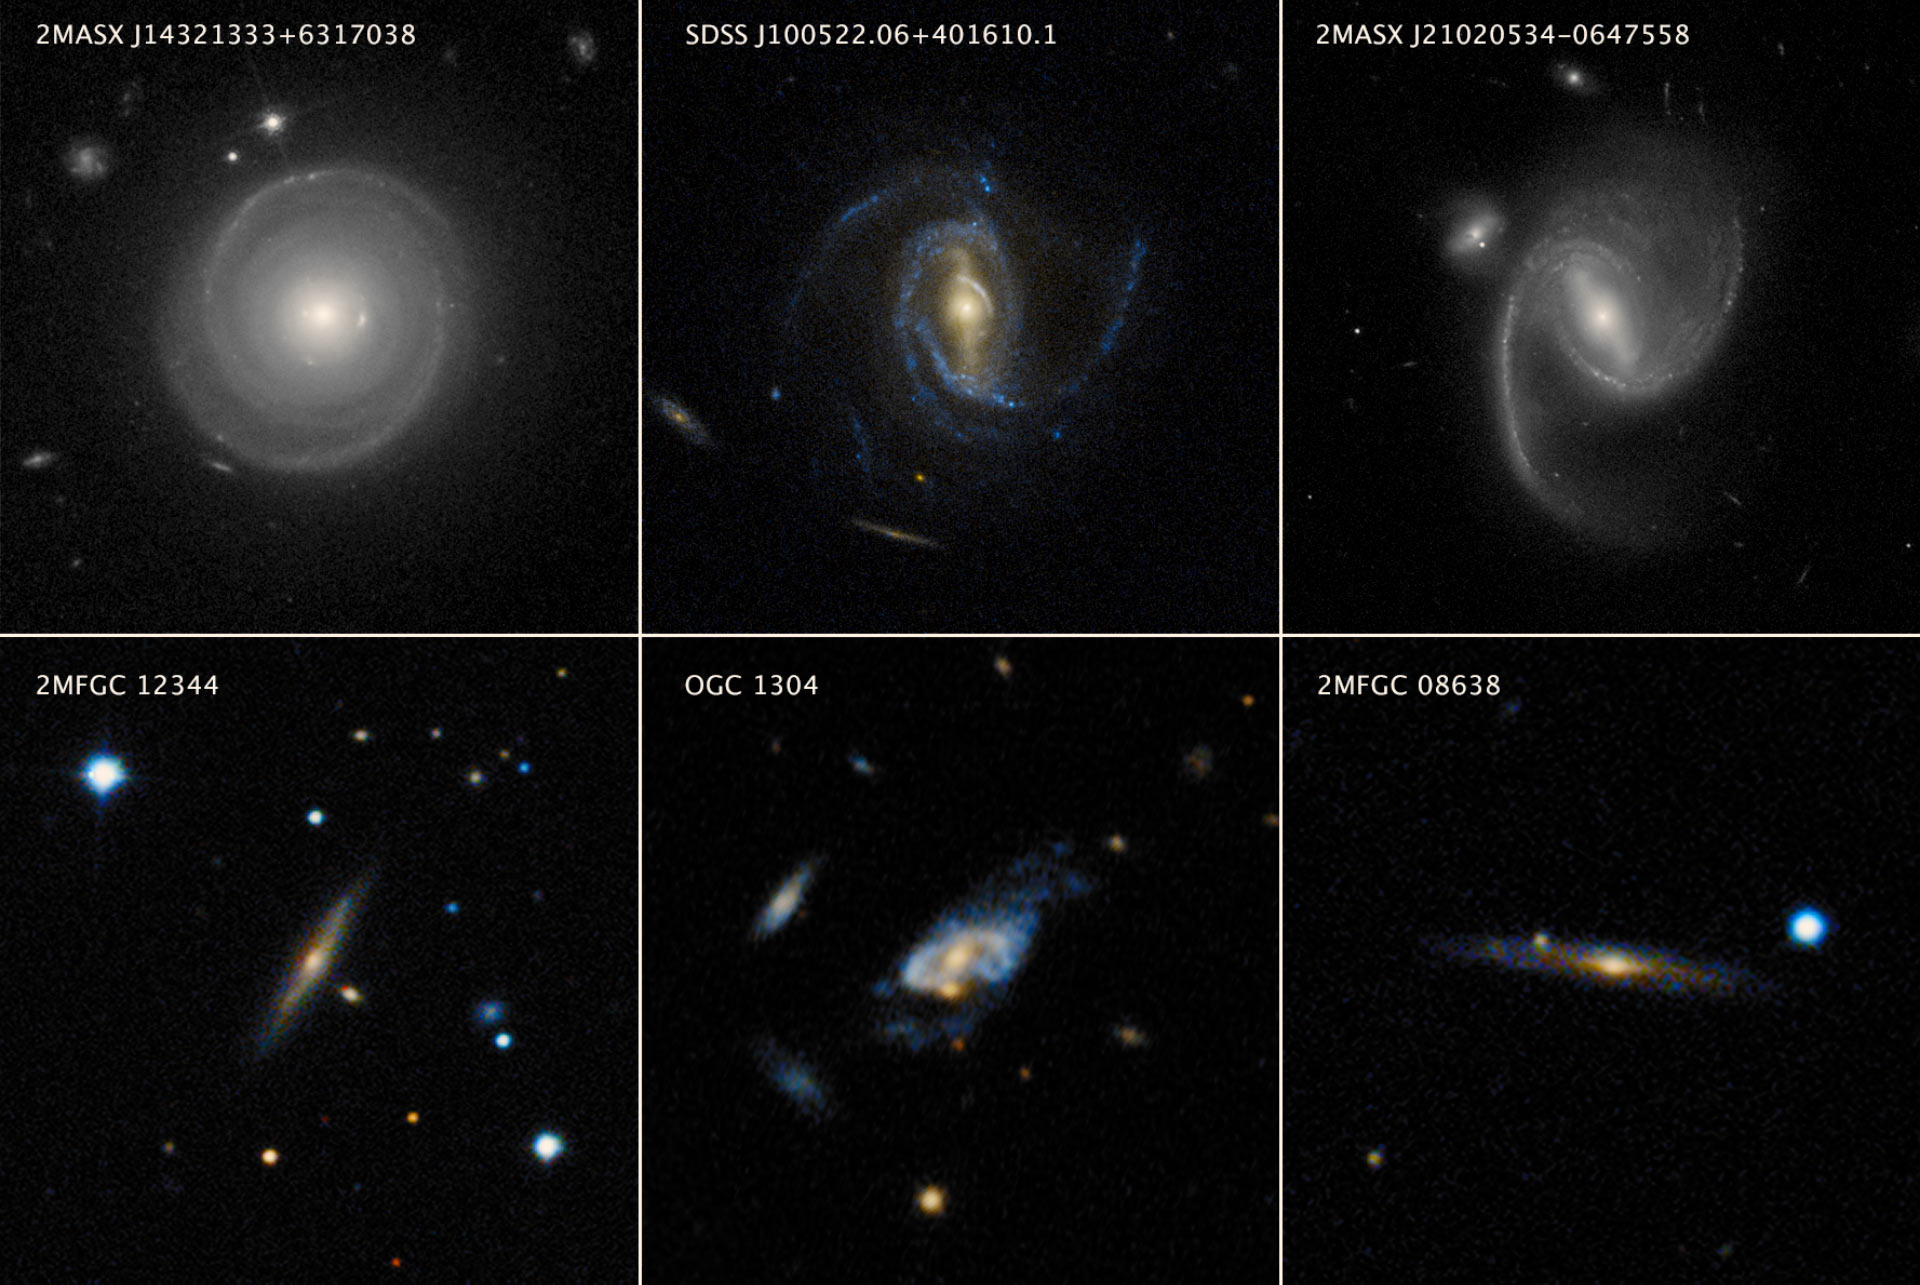 2MASX J14321333+6317038
SDSS J100522.06+401610.1
2MASX J21020534−0647558
2MFGC 12344
OGC 1304
2MFGC 08638